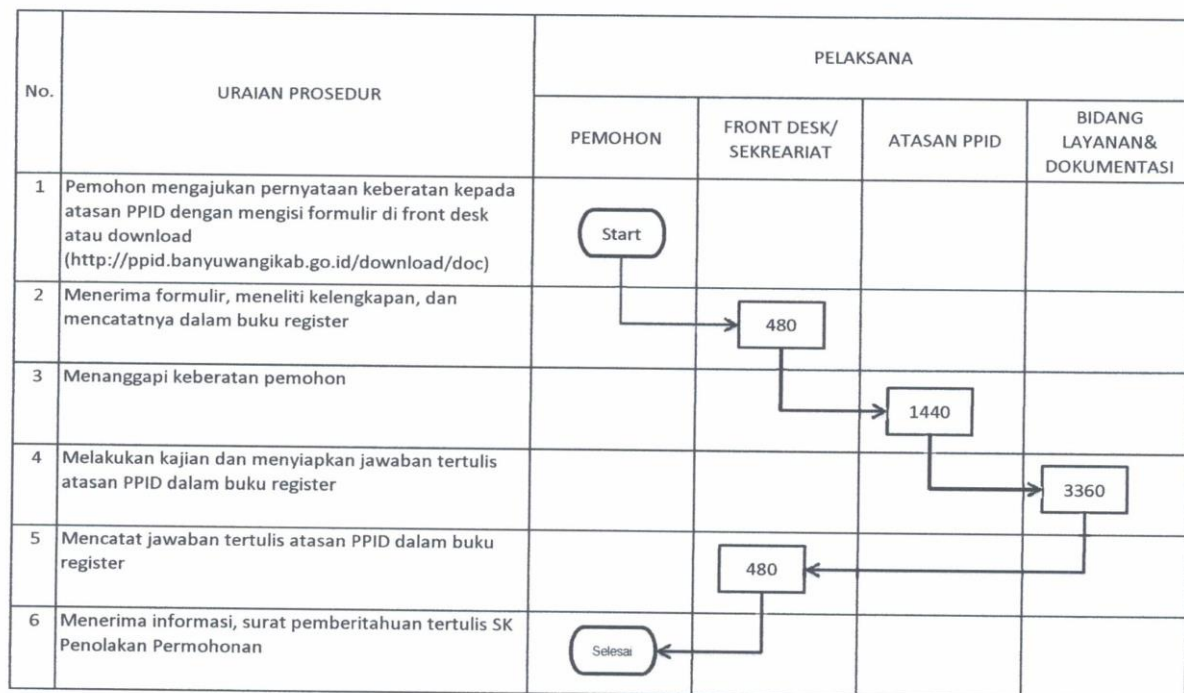 No.
URAIAN PROSEDUR
PELAKSANA
PEMOHON
FRONT DESK/
SEKREARIAT
ATASAN PPID
BIDANG
LAYANAN&
DOKUMENTASI
1
Pemohon mengajukan pernyataan keberatan kepada
atasan PPID dengan mengisi formulir di front desk
atau download
(http://ppid.banyuwangikab.go.id/download/doc)
Start
2
Menerima formulir, meneliti kelengkapan, dan
mencatatnya dalam buku register
480
3
Menanggapi keberatan pemohon
1440
4
Melakukan kajian dan menyiapkan jawaban tertulis
atasan PPID dalam buku register
3360
5
Mencatat jawaban tertulis atasan PPID dalam buku
register
480
6
Menerima informasi, surat pemberitahuan tertulis SK
Penolakan Permohonan
Selesai